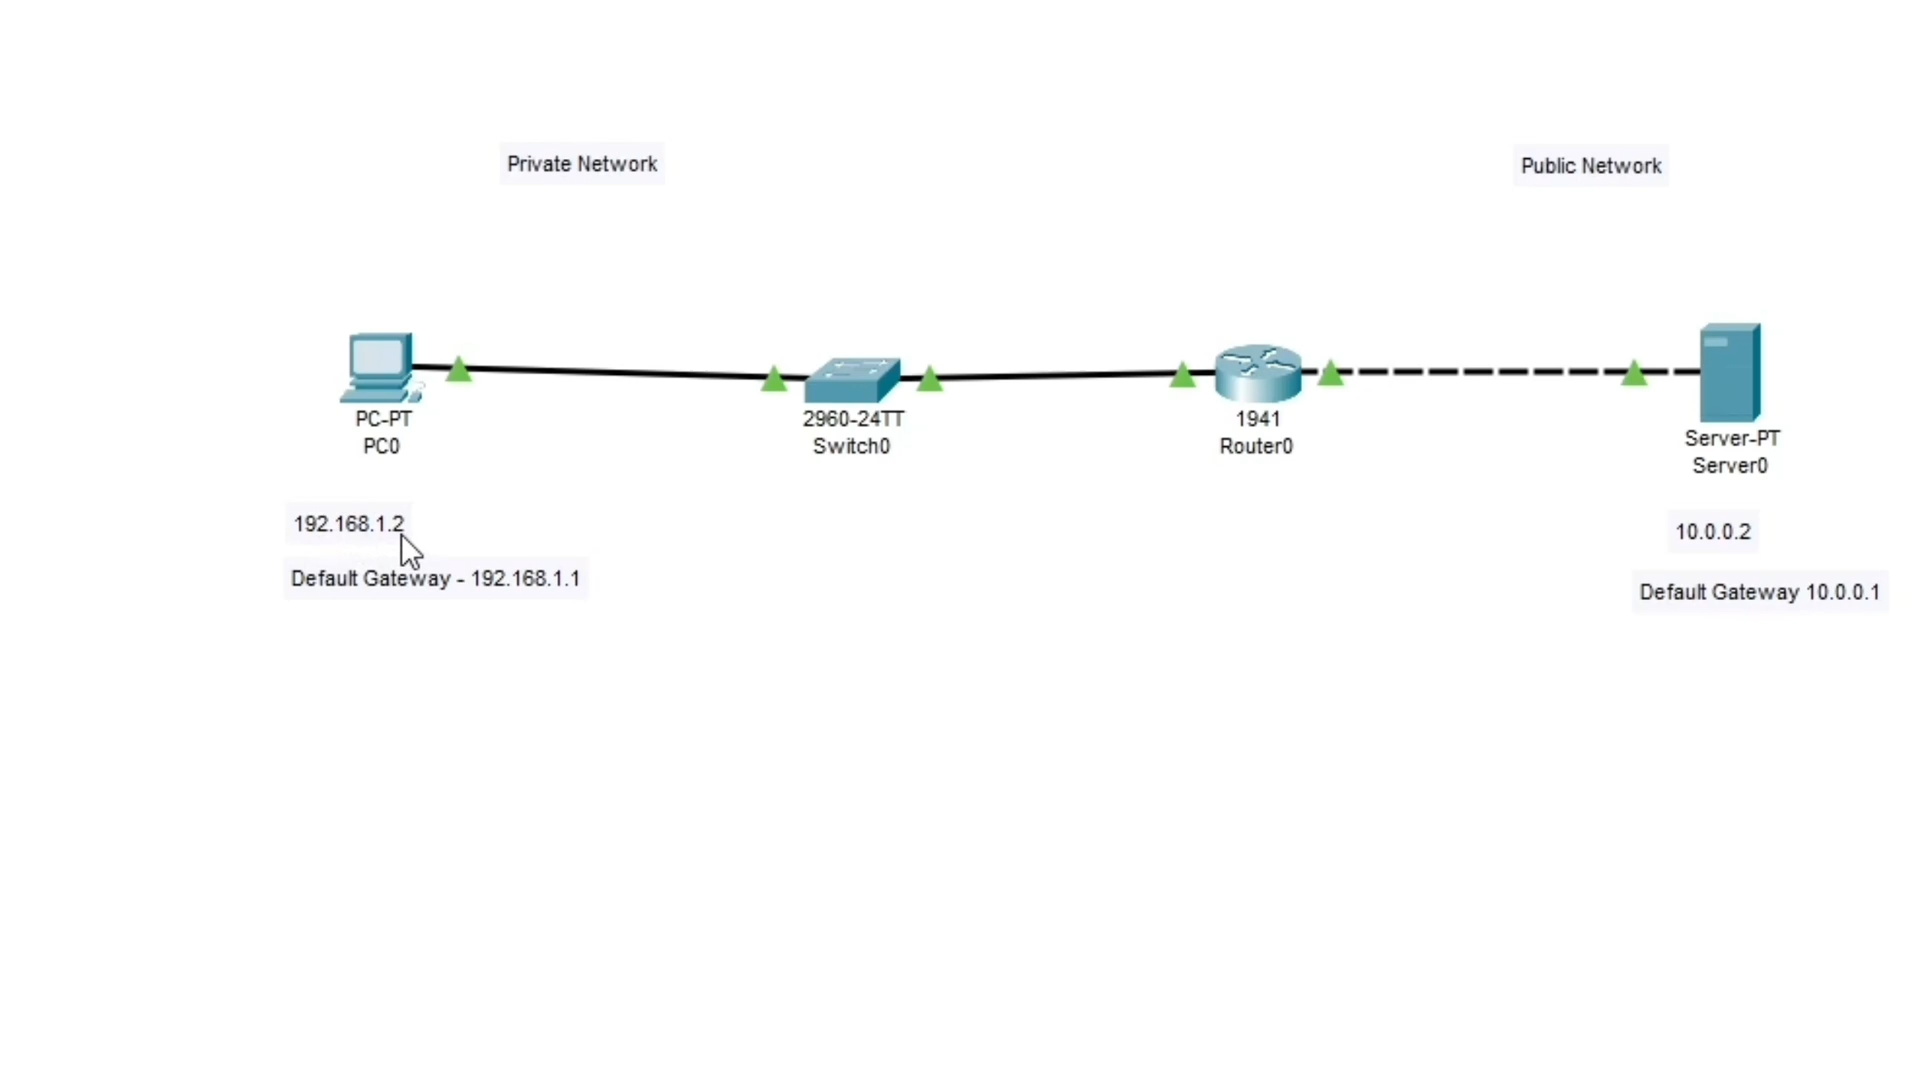 Private Network
Public Network
PC-PT
PC0
2960-24TT
Switch0
1941
Router0
Server-PT
Server0
192.168.1.2
Default Gateway - 192.168.1.1
10.0.0.2
Default Gateway 10.0.0.1